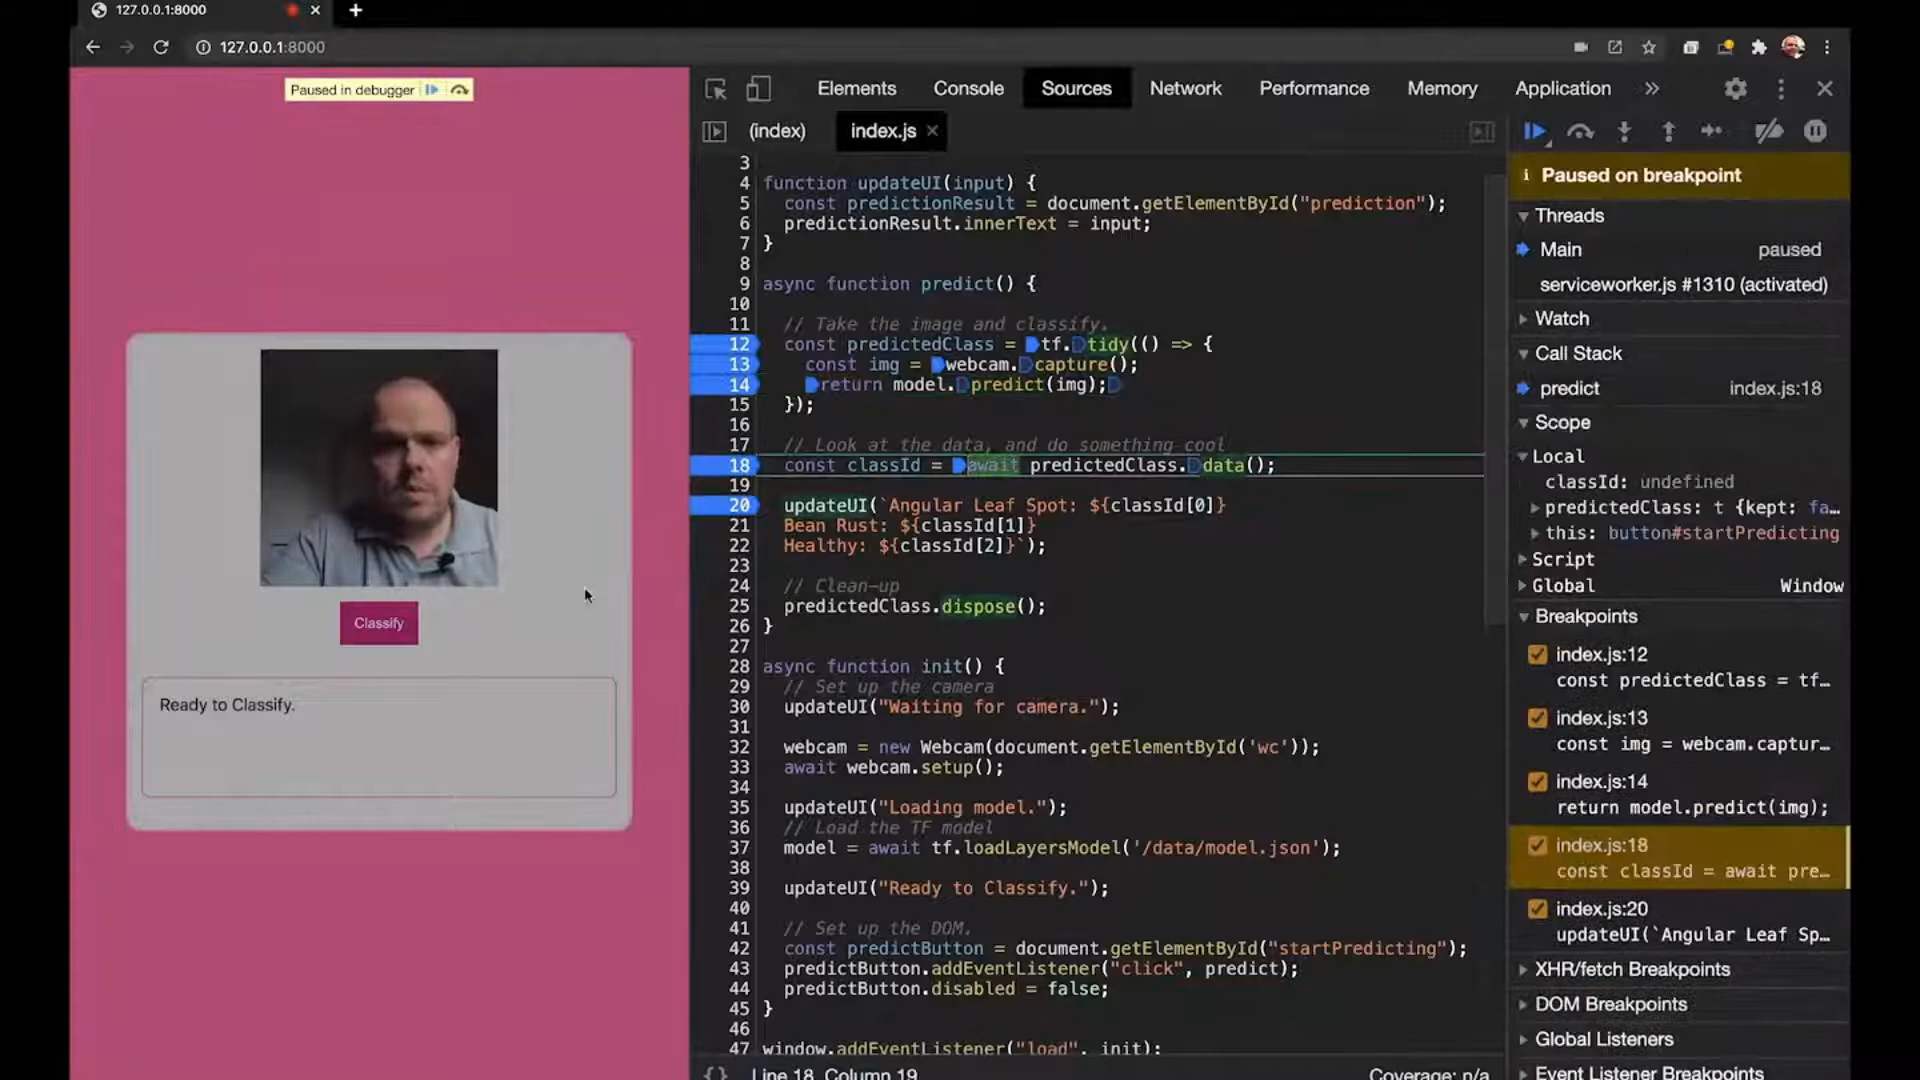 127.0.0.1:8000
127.0.0.1:8000
Paused in debugger
Classify
Ready to Classify.
Elements
Console
Sources
Network
Performance
Memory
Application
(index)
index.js
3
4 function updateUI(input) {
5 const predictionResult = document.getElementById("prediction");
6 predictionResult.innerText = input;
7 }
8
9 async function predict() {
10
11 // Take the image and classify.
12 const predictedClass = tf.tidy(() => {
13 const img = webcam.capture();
14 return model.predict(img);
15 });
16
17 // Look at the data, and do something cool
18 const classId = await predictedClass.data();
19
20 updateUI(`Angular Leaf Spot: ${classId[0]}
21 Bean Rust: ${classId[1]}
22 Healthy: ${classId[2]}`);
23
24 // Clean-up
25 predictedClass.dispose();
26 }
27
28 async function init() {
29 // Set up the camera
30 updateUI("Waiting for camera.");
31
32 webcam = new Webcam(document.getElementById('wc'));
33 await webcam.setup();
34
35 updateUI("Loading model.");
36 // Load the TF model
37 model = await tf.loadLayersModel('/data/model.json');
38
39 updateUI("Ready to Classify.");
40
41 // Set up the DOM.
42 const predictButton = document.getElementById("startPredicting");
43 predictButton.addEventListener("click", predict);
44 predictButton.disabled = false;
45 }
46
47 window.addEventListener("load", init);
{} Line 18, Column 19
Coverage: n/a
Paused on breakpoint
Threads
Main paused
serviceworker.js #1310 (activated)
Watch
Call Stack
predict index.js:18
Scope
Local
classId: undefined
predictedClass: t {kept: fa…
this: button#startPredicting
Script
Global Window
Breakpoints
index.js:12
const predictedClass = tf…
index.js:13
const img = webcam.captur…
index.js:14
return model.predict(img);
index.js:18
const classId = await pre…
index.js:20
updateUI(`Angular Leaf Sp…
XHR/fetch Breakpoints
DOM Breakpoints
Global Listeners
Event Listener Breakpoints